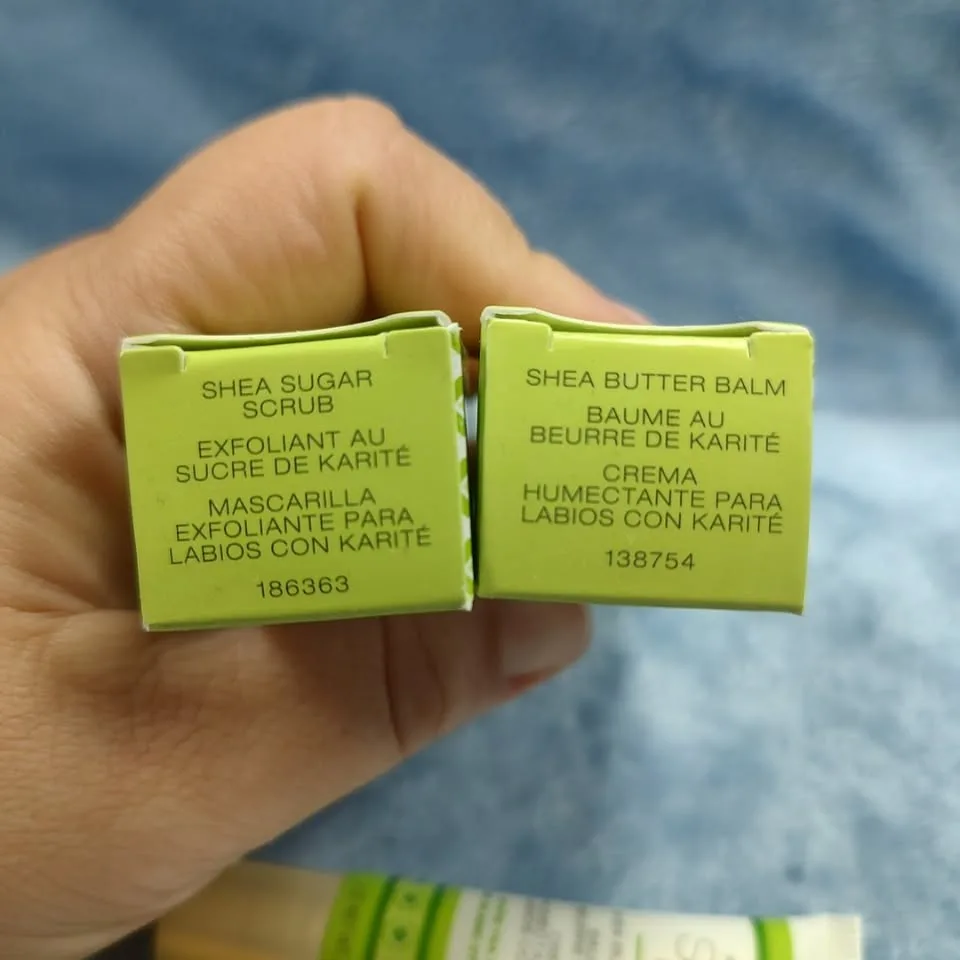 SHEA SUGAR
SCRUB
EXFOLIANT AU
SUCRE DE KARITÉ
MASCARILLA
EXFOLIANTE PARA
LABIOS CON KARITÉ
186363
SHEA BUTTER BALM
BAUME AU
BEURRE DE KARITÉ
CREMA
HUMECTANTE PARA
LABIOS CON KARITÉ
138754